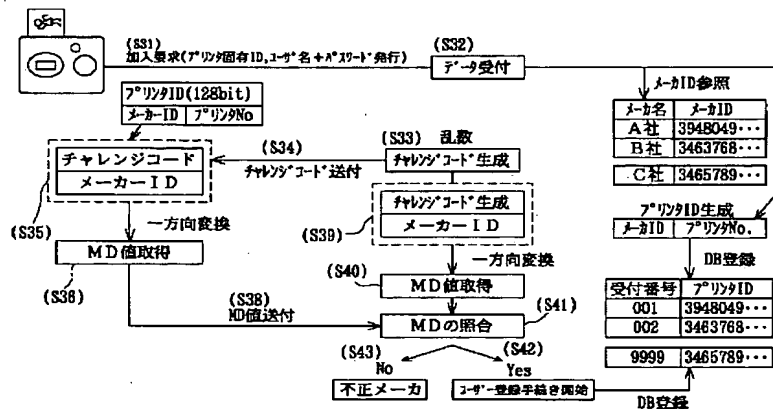 (S31)
加入要求(プリンタ固有ID,ユーザ名+パスワード発行)
(S32)
データ受付
メーカID参照
メーカ名 メーカID
A社 3948049···
B社 3463768···
C社 3465789···
プリンタID(128bit)
メーカーID プリンタNo
(S34)
チャレンジコード送付
(S33) 乱数
チャレンジコード生成
チャレンジコード
メーカーID
(S35)
一方向変換
MD値取得
(S36)
チャレンジコード生成
メーカーID
(S39)
一方向変換
(S40)
MD値取得
(S38)
MD値送付
(S41)
MDの照合
(S43)
No
不正メーカ
(S42)
Yes
ユーザー登録手続き開始
プリンタID生成
メーカID プリンタNo.
DB登録
受付番号 プリンタID
001 3948049···
002 3463768···
9999 3465789···
DB登録